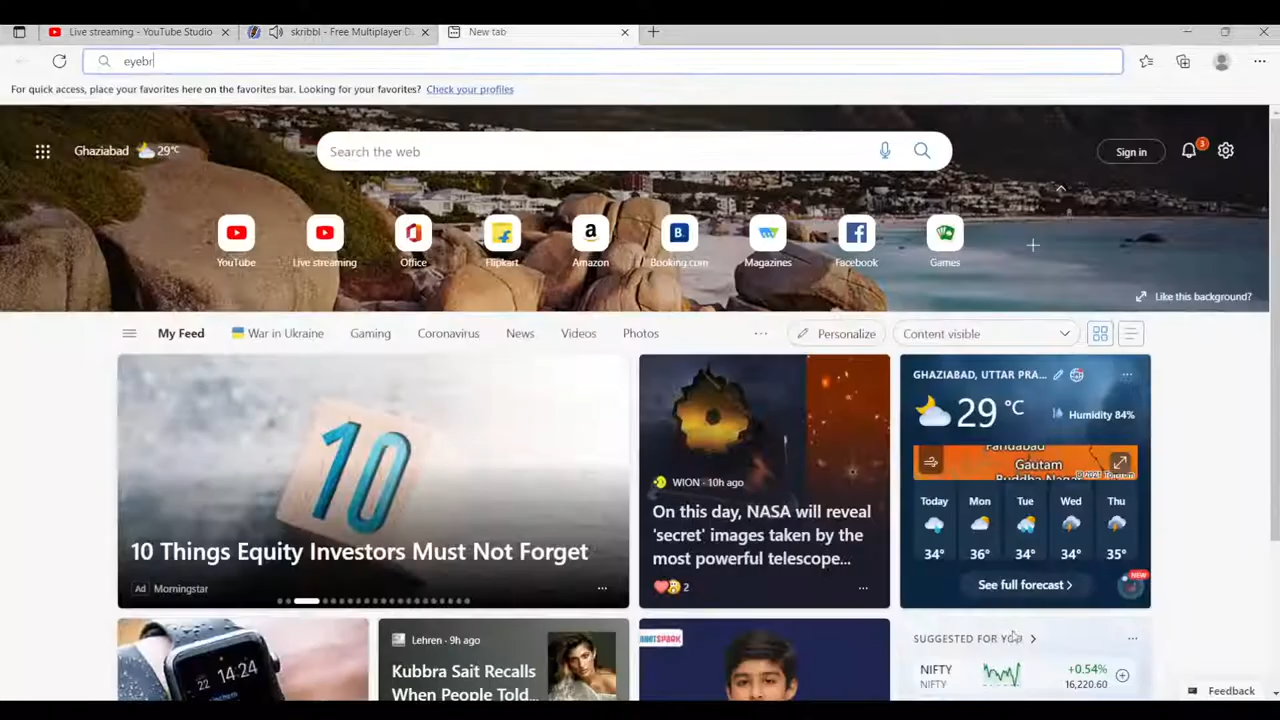 Live streaming - YouTube Studio
skribbl - Free Multiplayer D
New tab
eyebr
For quick access, place your favorites here on the favorites bar. Looking for your favorites? Check your profiles
Ghaziabad 29°C
Search the web
Sign in
3
YouTube
Live streaming
Office
Flipkart
Amazon
Booking.com
Magazines
Facebook
Games
Like this background?
My Feed
War in Ukraine
Gaming
Coronavirus
News
Videos
Photos
Personalize
Content visible
10
10 Things Equity Investors Must Not Forget
Ad Morningstar
WION · 10h ago
On this day, NASA will reveal
'secret' images taken by the
most powerful telescope...
2
GHAZIABAD, UTTAR PRA...
29 °C
Humidity 84%
Faridabad
Gautam
Buddha Nagar
Today Mon Tue Wed Thu
34° 36° 34° 34° 35°
See full forecast
NEW
14:24
22
Lehren · 9h ago
Kubbra Sait Recalls
When People Told...
SUGGESTED FOR YOU
NIFTY +0.54%
NIFTY 16,220.60
Feedback